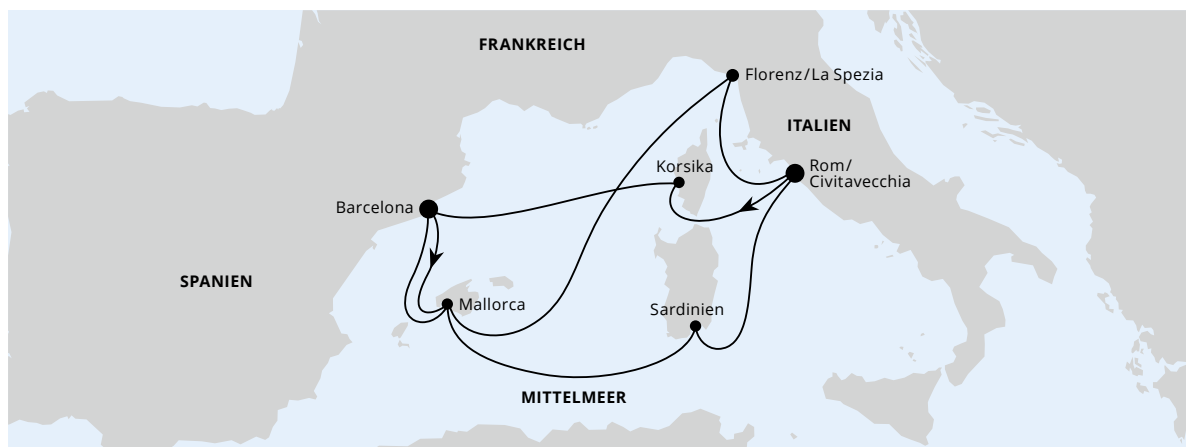 FRANKREICH
Florenz/La Spezia
ITALIEN
Korsika
Rom/
Civitavecchia
Barcelona
SPANIEN
Mallorca
Sardinien
MITTELMEER